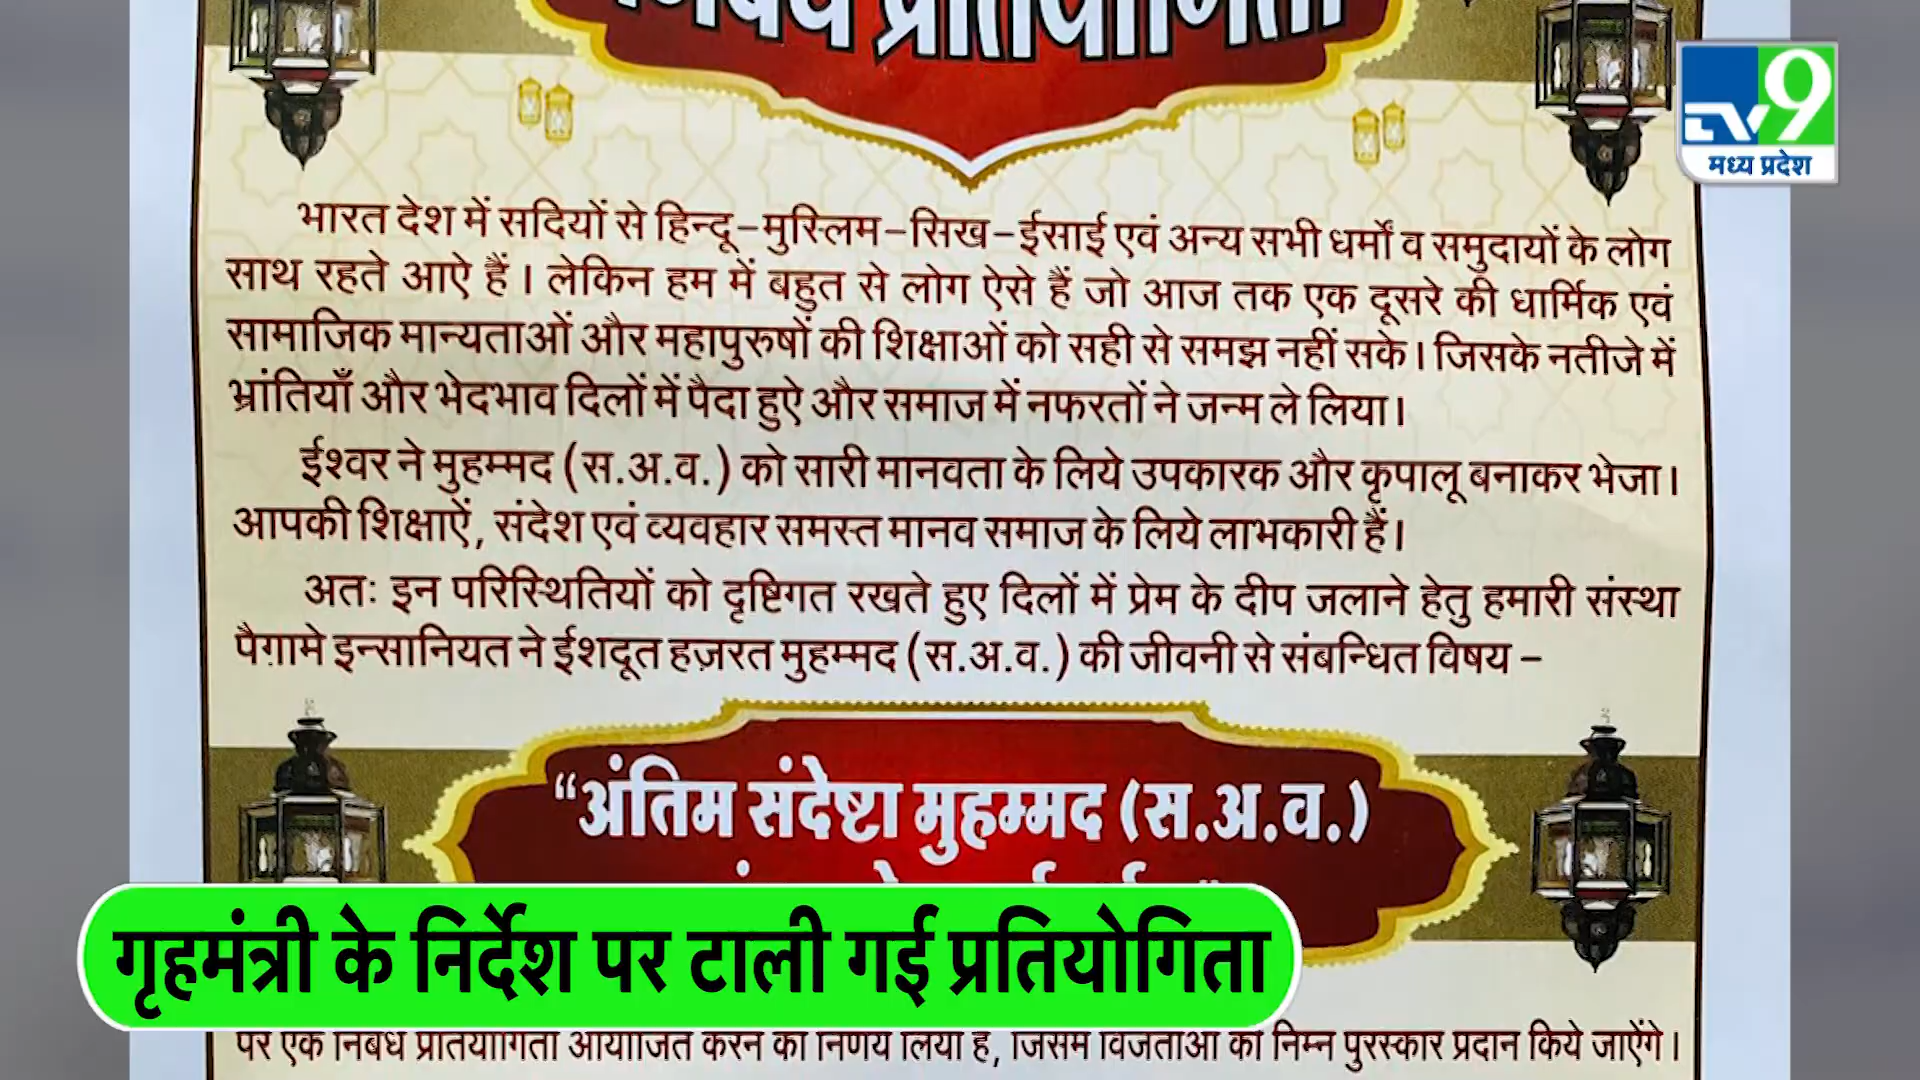 प्रतियोगिता
TV9
मध्य प्रदेश
भारत देश में सदियों से हिन्दू-मुस्लिम-सिख-ईसाई एवं अन्य सभी धर्मों व समुदायों के लोग
साथ रहते आऐ हैं। लेकिन हम में बहुत से लोग ऐसे हैं जो आज तक एक दूसरे की धार्मिक एवं
सामाजिक मान्यताओं और महापुरुषों की शिक्षाओं को सही से समझ नहीं सके। जिसके नतीजे में
भ्रांतियाँ और भेदभाव दिलों में पैदा हुऐ और समाज में नफरतों ने जन्म ले लिया।
ईश्वर ने मुहम्मद (स.अ.व.) को सारी मानवता के लिये उपकारक और कृपालू बनाकर भेजा।
आपकी शिक्षाऐं, संदेश एवं व्यवहार समस्त मानव समाज के लिये लाभकारी हैं।
अतः इन परिस्थितियों को दृष्टिगत रखते हुए दिलों में प्रेम के दीप जलाने हेतु हमारी संस्था
पैग़ामे इन्सानियत ने ईशदूत हज़रत मुहम्मद (स.अ.व.) की जीवनी से संबन्धित विषय –
“अंतिम संदेष्टा मुहम्मद (स.अ.व.)
गृहमंत्री के निर्देश पर टाली गई प्रतियोगिता
पर एक निबंध प्रतियोगिता आयोजित करने का निर्णय लिया है, जिसमें विजेताओं को निम्न पुरस्कार प्रदान किये जाऐंगे।